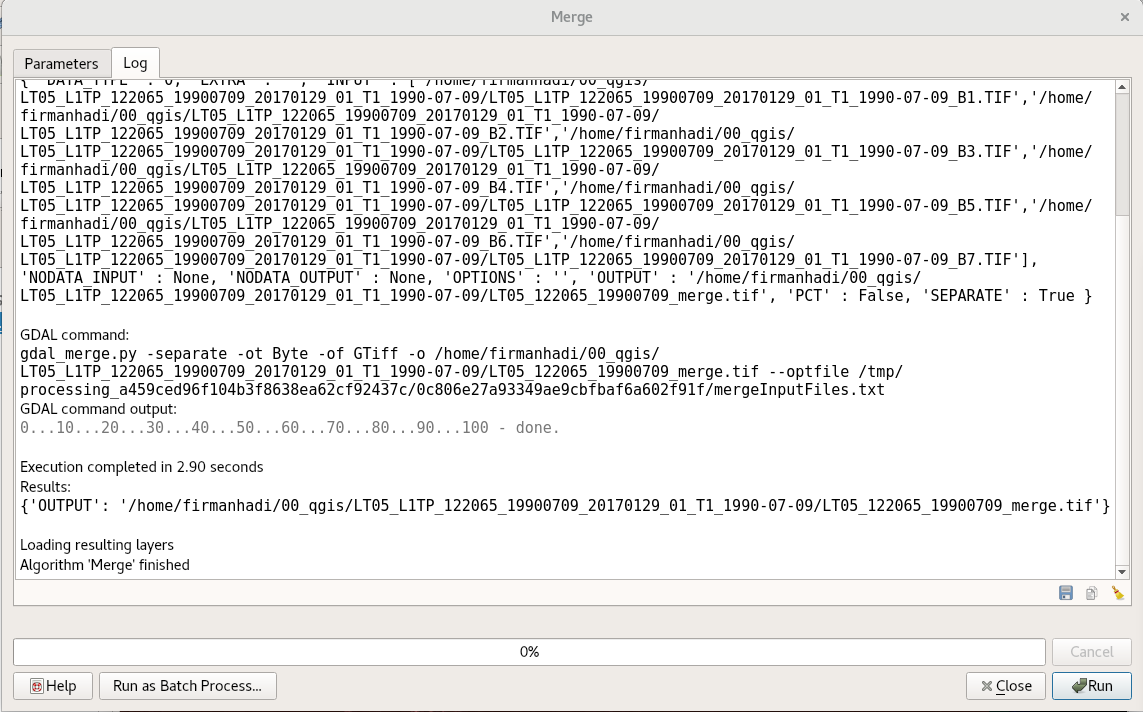 Merge
Parameters
Log
{ 'DATA_TYPE' : 0, 'EXTRA' : '', 'INPUT' : ['/home/firmanhadi/00_qgis/
LT05_L1TP_122065_19900709_20170129_01_T1_1990-07-09/LT05_L1TP_122065_19900709_20170129_01_T1_1990-07-09_B1.TIF','/home/
firmanhadi/00_qgis/LT05_L1TP_122065_19900709_20170129_01_T1_1990-07-09/
LT05_L1TP_122065_19900709_20170129_01_T1_1990-07-09_B2.TIF','/home/firmanhadi/00_qgis/
LT05_L1TP_122065_19900709_20170129_01_T1_1990-07-09/LT05_L1TP_122065_19900709_20170129_01_T1_1990-07-09_B3.TIF','/home/
firmanhadi/00_qgis/LT05_L1TP_122065_19900709_20170129_01_T1_1990-07-09/
LT05_L1TP_122065_19900709_20170129_01_T1_1990-07-09_B4.TIF','/home/firmanhadi/00_qgis/
LT05_L1TP_122065_19900709_20170129_01_T1_1990-07-09/LT05_L1TP_122065_19900709_20170129_01_T1_1990-07-09_B5.TIF','/home/
firmanhadi/00_qgis/LT05_L1TP_122065_19900709_20170129_01_T1_1990-07-09/
LT05_L1TP_122065_19900709_20170129_01_T1_1990-07-09_B6.TIF','/home/firmanhadi/00_qgis/
LT05_L1TP_122065_19900709_20170129_01_T1_1990-07-09/LT05_L1TP_122065_19900709_20170129_01_T1_1990-07-09_B7.TIF'],
'NODATA_INPUT' : None, 'NODATA_OUTPUT' : None, 'OPTIONS' : '', 'OUTPUT' : '/home/firmanhadi/00_qgis/
LT05_L1TP_122065_19900709_20170129_01_T1_1990-07-09/LT05_122065_19900709_merge.tif', 'PCT' : False, 'SEPARATE' : True }
GDAL command:
gdal_merge.py -separate -ot Byte -of GTiff -o /home/firmanhadi/00_qgis/
LT05_L1TP_122065_19900709_20170129_01_T1_1990-07-09/LT05_122065_19900709_merge.tif --optfile /tmp/
processing_a459ced96f104b3f8638ea62cf92437c/0c806e27a93349ae9cbfbaf6a602f91f/mergeInputFiles.txt
GDAL command output:
0...10...20...30...40...50...60...70...80...90...100 - done.
Execution completed in 2.90 seconds
Results:
{'OUTPUT': '/home/firmanhadi/00_qgis/LT05_L1TP_122065_19900709_20170129_01_T1_1990-07-09/LT05_122065_19900709_merge.tif'}
Loading resulting layers
Algorithm 'Merge' finished
0%
Cancel
Help
Run as Batch Process...
Close
Run